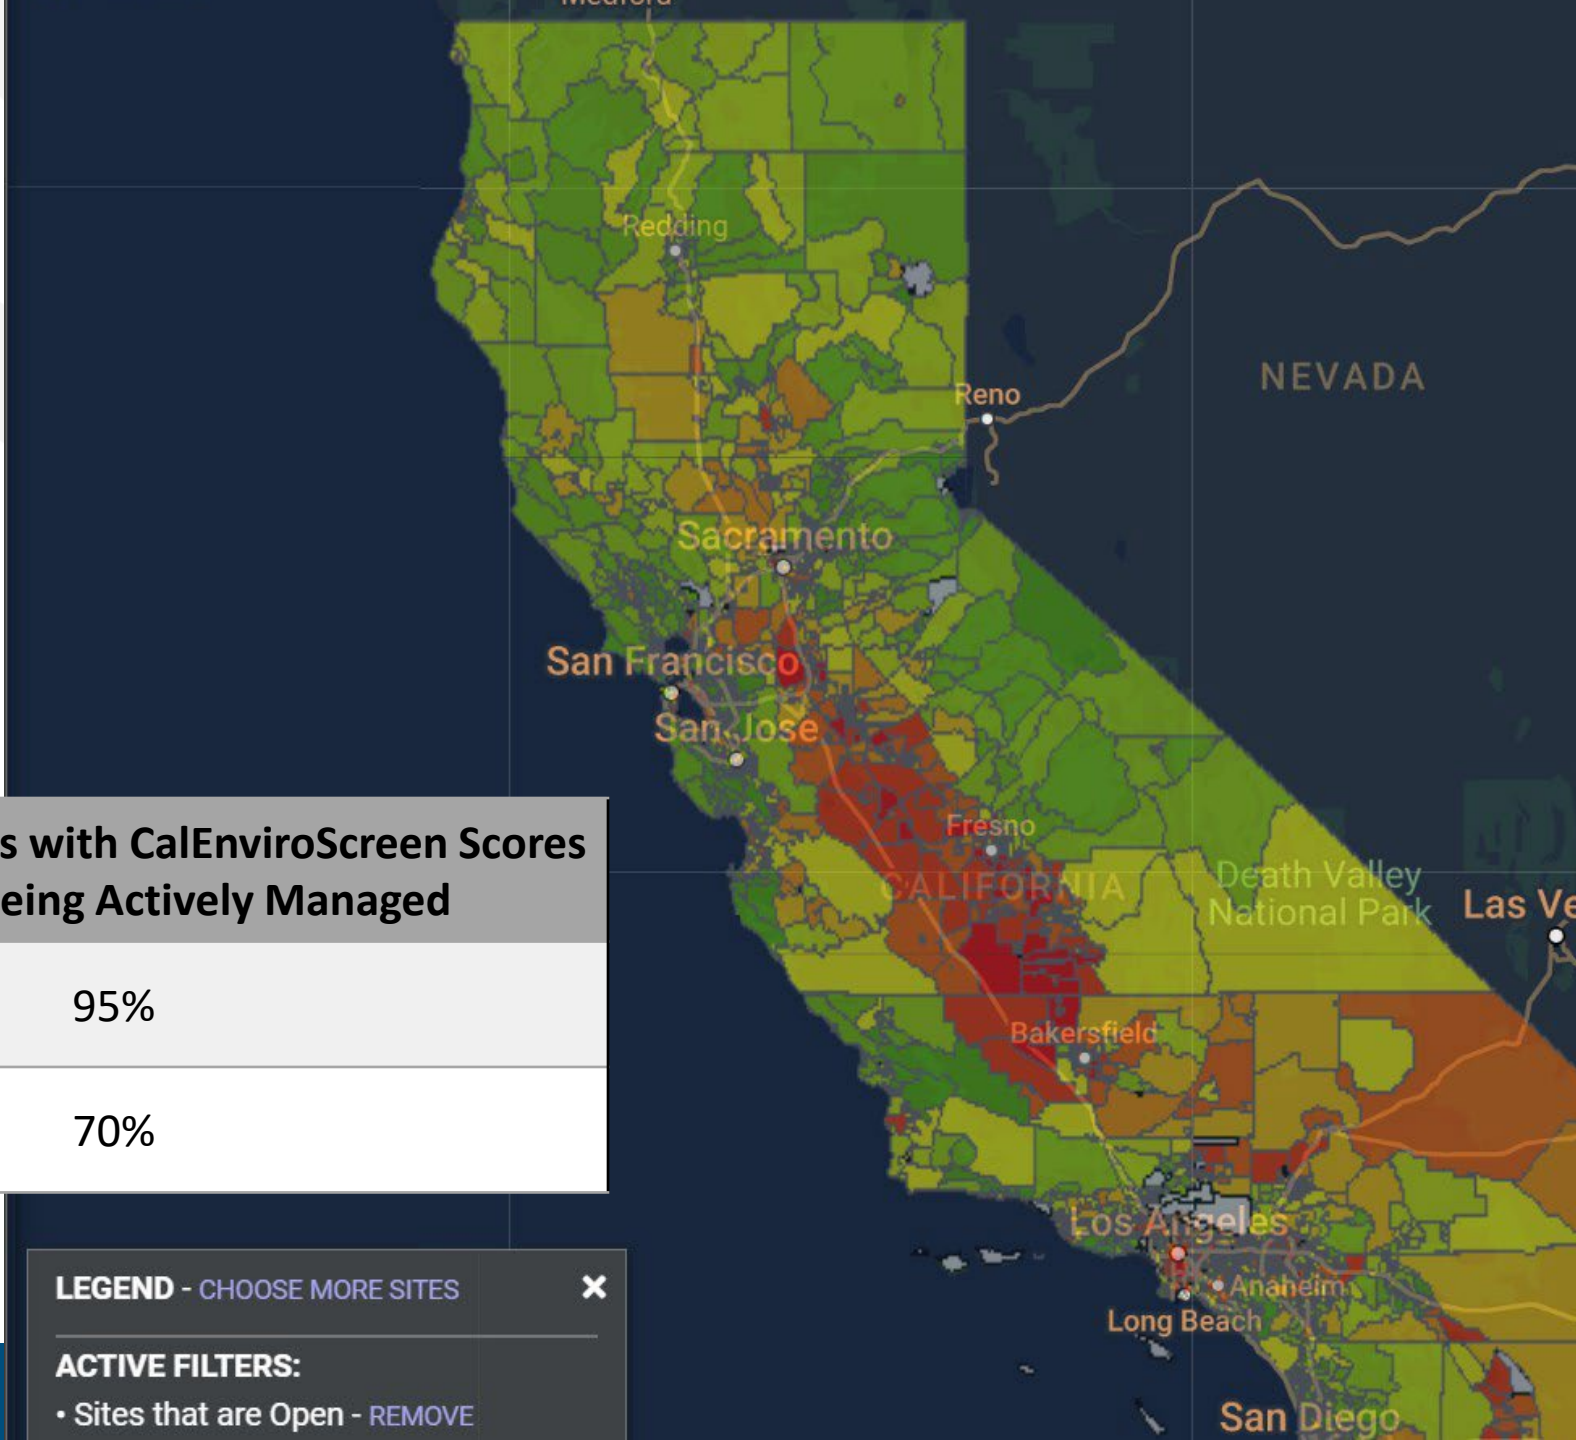 Medford
Redding
NEVADA
Reno
Sacramento
San Francisco
San Jose
s with CalEnviroScreen Scores
eing Actively Managed
95%
70%
Fresno
CALIFORNIA
Death Valley
National Park
Las Ve
Bakersfield
Los Angeles
Anaheim
Long Beach
San Diego
LEGEND - CHOOSE MORE SITES ×
ACTIVE FILTERS:
• Sites that are Open - REMOVE